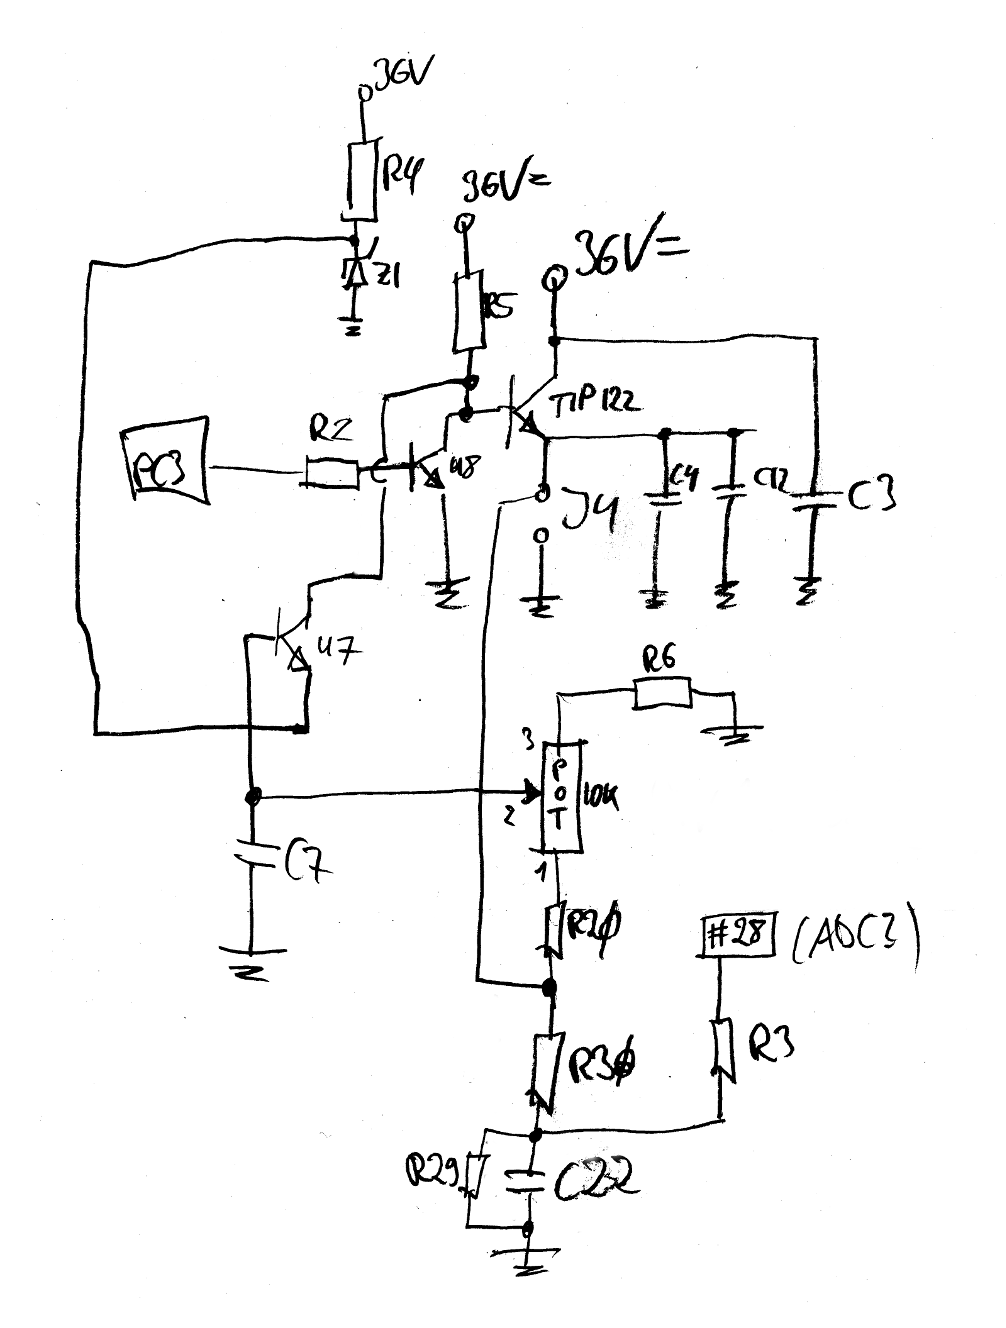 36V
R4
36V=
36V=
Z1
R5
TIP122
R2
PC3
U8
C4
C12
C3
J4
U7
R6
3
POT
10K
2
1
C7
R20
#28 (ADC3)
R3
R30
R29
C22